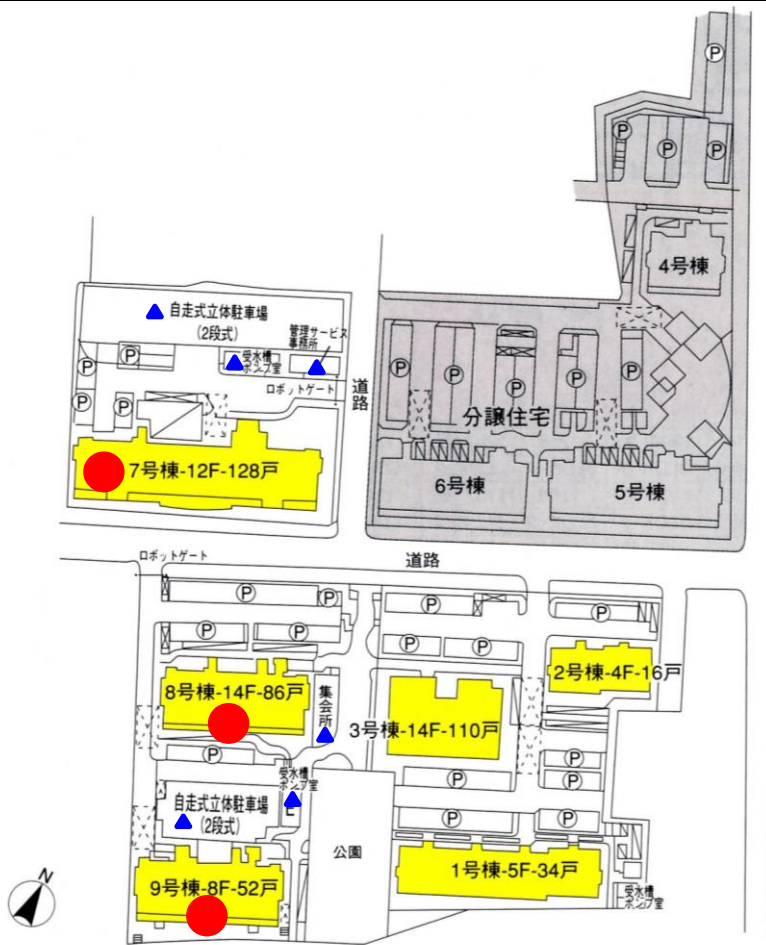 P
P
P
P
4号棟
自走式立体駐車場
(2段式)
管理サービス
事務所
受水槽
ポンプ室
ロボットゲート
道路
P
P
P
P
P
P
P
P
P
分譲住宅
7号棟-12F-128戸
6号棟
5号棟
ロボットゲート
道路
P
P
P
P
P
P
P
P
2号棟-4F-16戸
8号棟-14F-86戸
集会所
3号棟-14F-110戸
P
P
P
P
受水槽
ポンプ室
E
自走式立体駐車場
(2段式)
P
P
公園
9号棟-8F-52戸
1号棟-5F-34戸
受水槽
ポンプ室
N